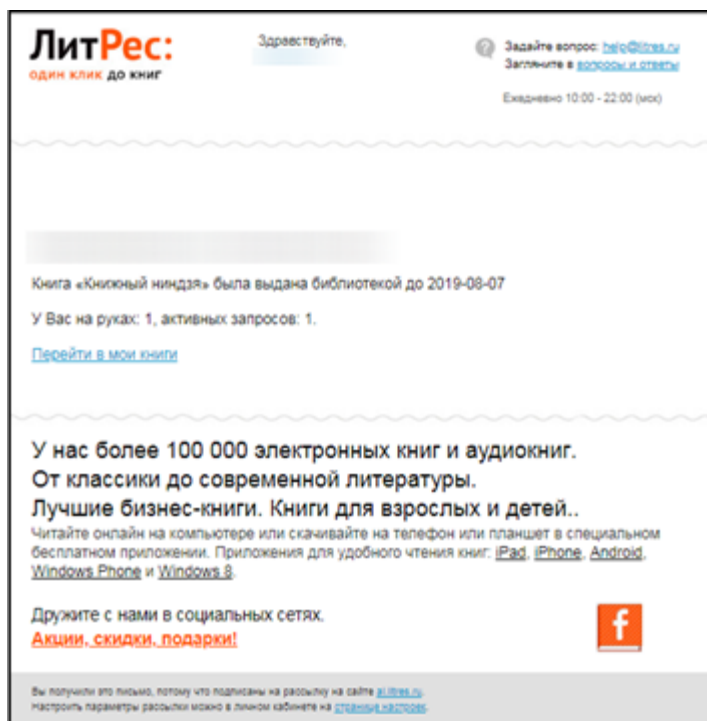 ЛитРес:
один клик до книг
Здравствуйте,
Задайте вопрос: help@litres.ru
Загляните в вопросы и ответы
Ежедневно 10:00 - 22:00 (мск)
Книга «Книжный ниндзя» была выдана библиотекой до 2019-08-07
У Вас на руках: 1, активных запросов: 1.
Перейти в мои книги
У нас более 100 000 электронных книг и аудиокниг.
От классики до современной литературы.
Лучшие бизнес-книги. Книги для взрослых и детей..
Читайте онлайн на компьютере или скачивайте на телефон или планшет в специальном
бесплатном приложении. Приложения для удобного чтения книг: iPad, iPhone, Android,
Windows Phone и Windows 8.
Дружите с нами в социальных сетях.
Акции, скидки, подарки!
f
Вы получили это письмо, потому что подписаны на рассылку на сайте al.litres.ru.
Настроить параметры рассылки можно в личном кабинете на странице настроек.